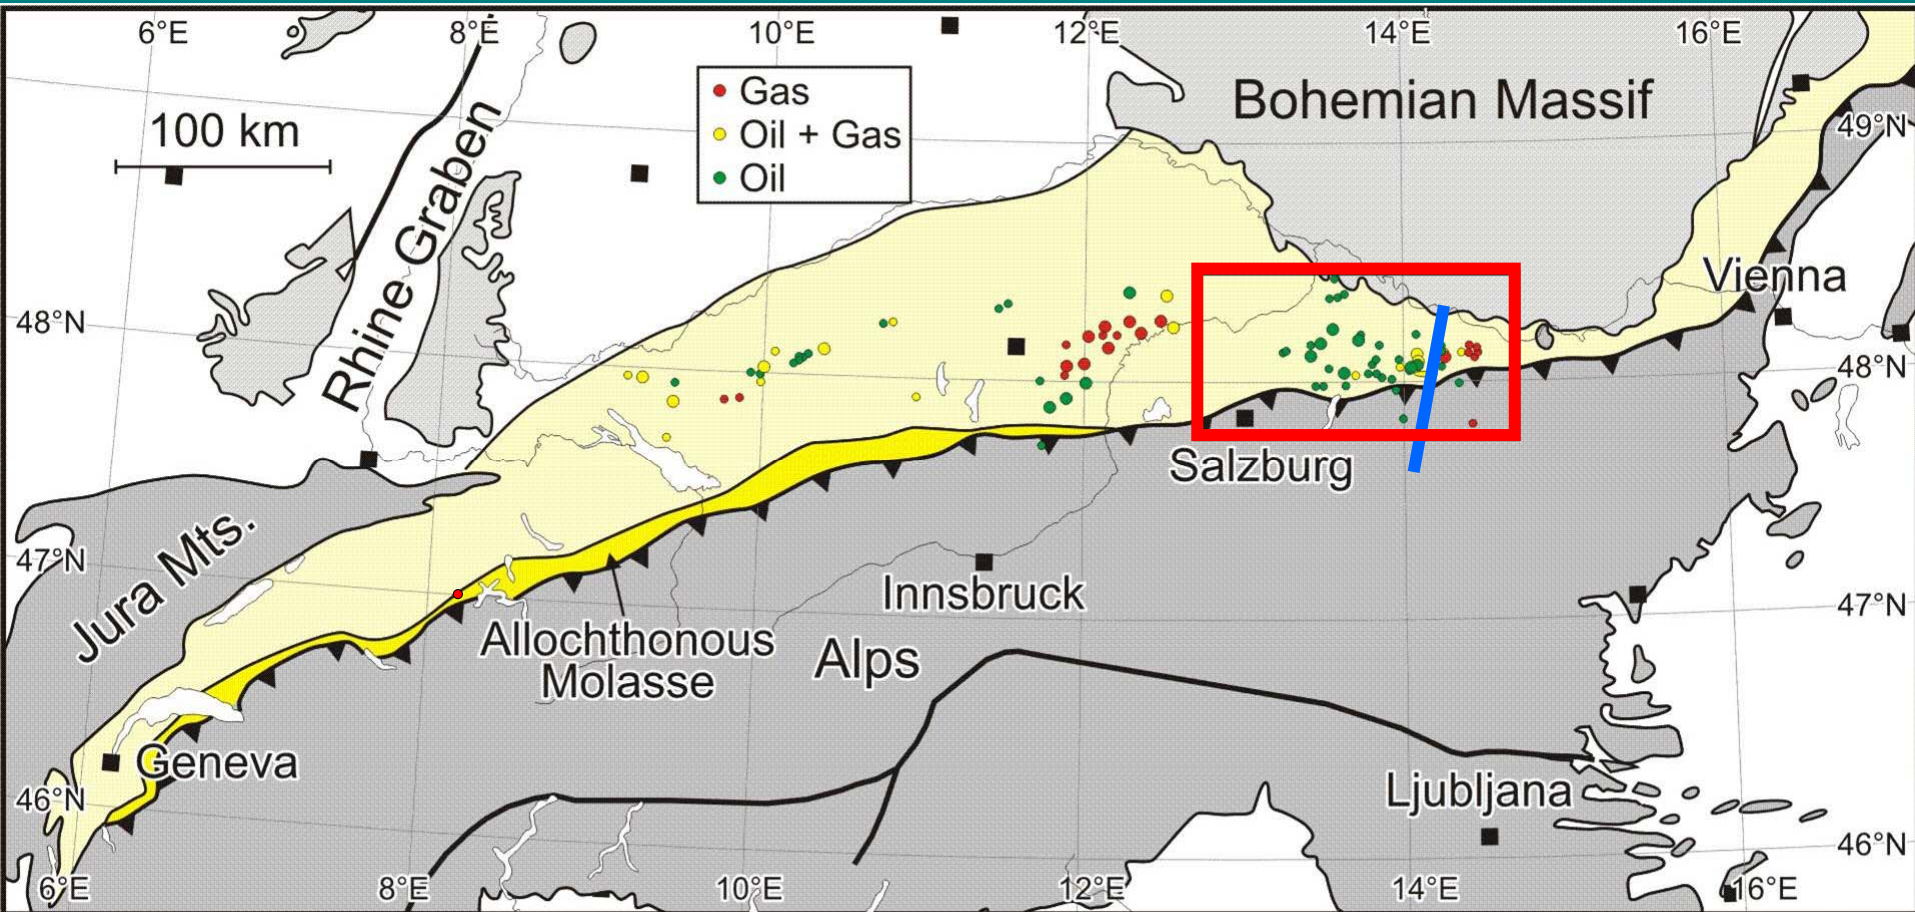 6°E
8°E
10°E
12°E
14°E
16°E
Gas
Oil + Gas
Oil
100 km
Bohemian Massif
49°N
Rhine Graben
Vienna
48°N
48°N
Salzburg
47°N
Jura Mts.
Innsbruck
47°N
Allochthonous
Molasse
Alps
Geneva
Ljubljana
46°N
46°N
6°E
8°E
10°E
12°E
14°E
16°E